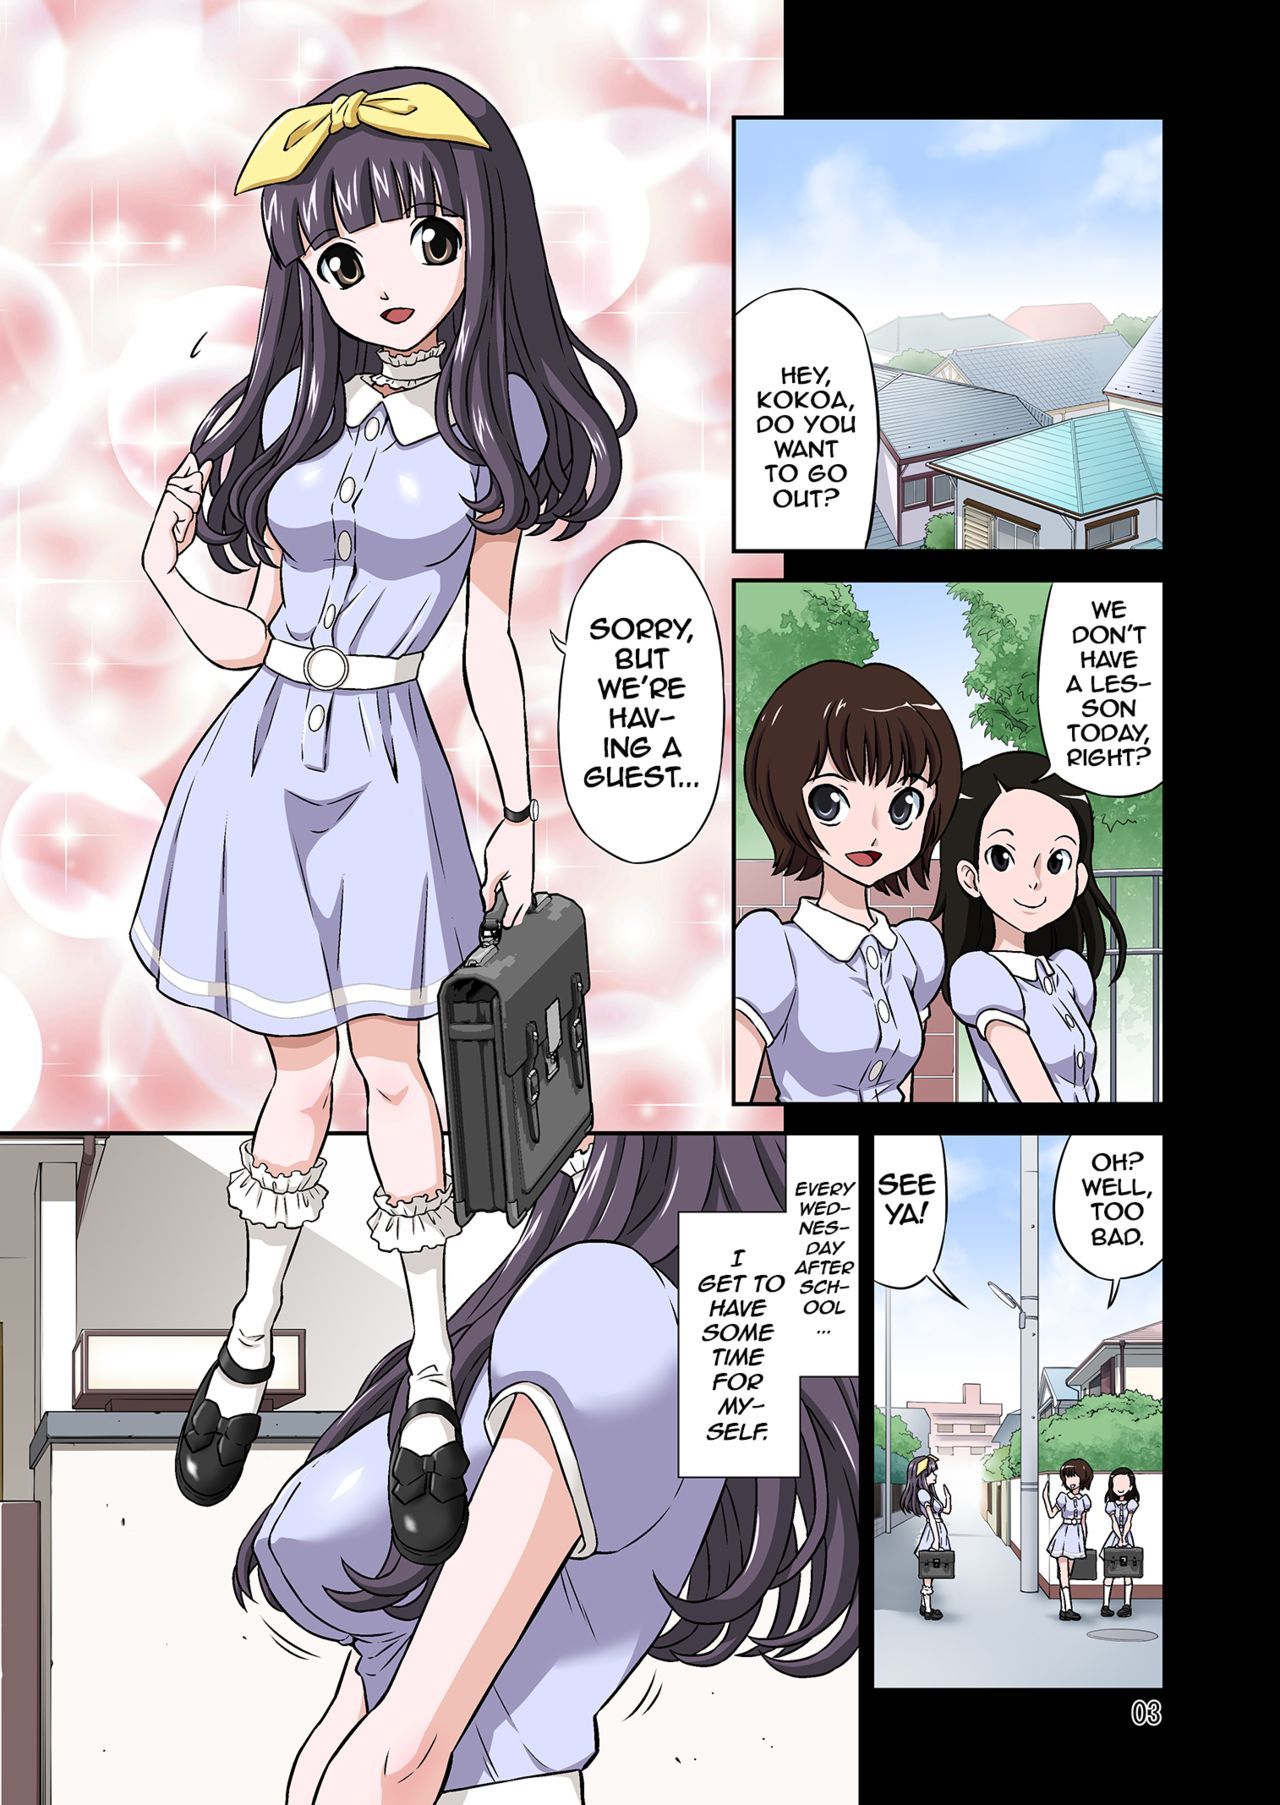 HEY,
KOKOA,
DO YOU
WANT
TO GO
OUT?
WE
DON'T
HAVE
A LES-
SON
TODAY,
RIGHT?
SORRY,
BUT
WE'RE
HAV-
ING A
GUEST...
OH?
WELL,
TOO
BAD.
SEE
YA!
EVERY
WED-
NES-
DAY
AFTER
SCH-
OOL
...
I
GET TO
HAVE
SOME
TIME
FOR
MY-
SELF.
03